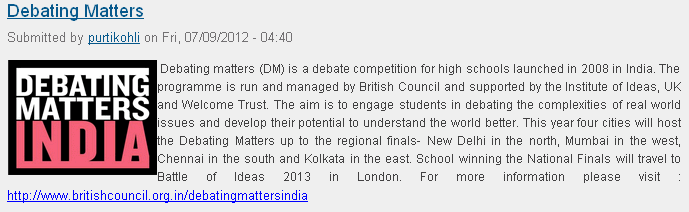 Debating Matters
Submitted by purtikohli on Fri, 07/09/2012 - 04:40
DEBATING
MATTERS
INDIA
Debating matters (DM) is a debate competition for high schools launched in 2008 in India. The
programme is run and managed by British Council and supported by the Institute of Ideas, UK
and Welcome Trust. The aim is to engage students in debating the complexities of real world
issues and develop their potential to understand the world better. This year four cities will host
the Debating Matters up to the regional finals- New Delhi in the north, Mumbai in the west,
Chennai in the south and Kolkata in the east. School winning the National Finals will travel to
Battle of Ideas 2013 in London. For more information please visit :
http://www.britishcouncil.org.in/debatingmattersindia